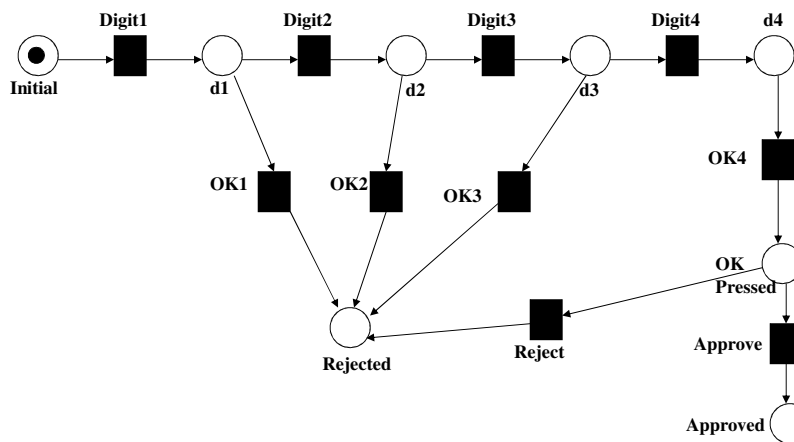 Digit1
Digit2
Digit3
Digit4
d4
Initial
d1
d2
d3
OK1
OK2
OK3
OK4
OK
Pressed
Rejected
Reject
Approve
Approved